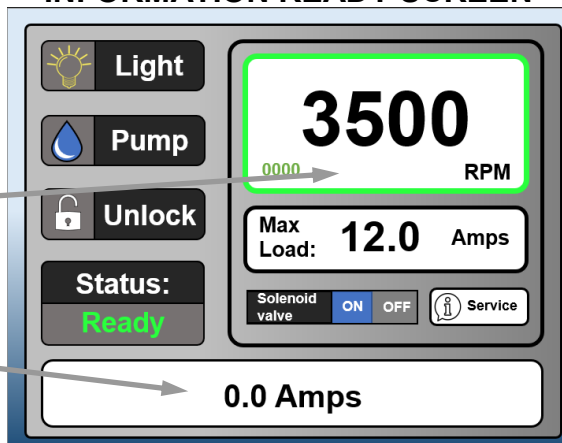 INFORMATION READY SCREEN
Light
Pump
Unlock
Status:
Ready
3500
0000
RPM
Max
Load:
12.0
Amps
Solenoid
valve
ON
OFF
Service
0.0 Amps